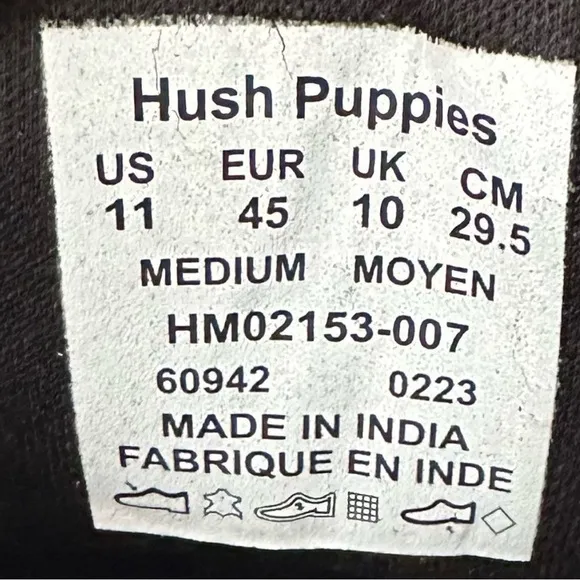 Hush Puppies
US EUR UK CM
11 45 10 29.5
MEDIUM MOYEN
HM02153-007
60942 0223
MADE IN INDIA
FABRIQUE EN INDE